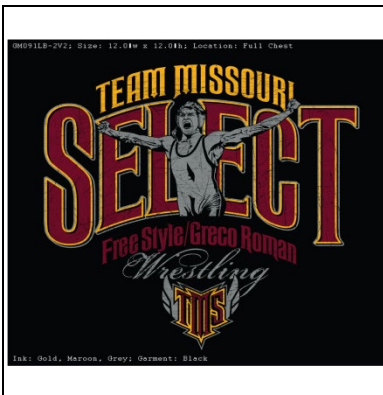 GM091LB-2V2; Size: 12.0"w x 12.0"h; Location: Full Chest
TEAM MISSOURI
SELECT
Free Style/Greco Roman
Wrestling
TMS
Ink: Gold, Maroon, Grey; Garment: Black